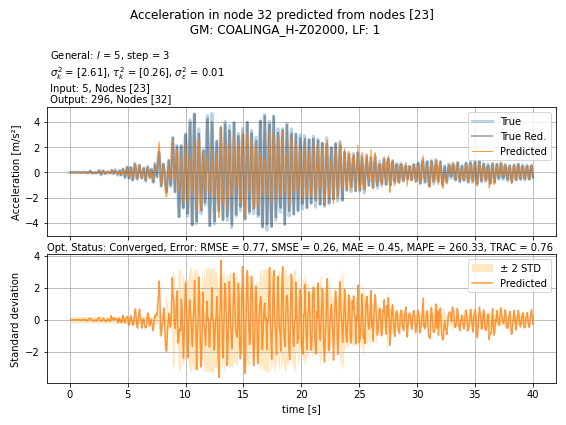 Acceleration in node 32 predicted from nodes [23]
GM: COALINGA_H-Z02000, LF: 1
General: l = 5, step = 3
σ²ₖ = [2.61], τ²ₖ = [0.26], σ²ₑ = 0.01
Input: 5, Nodes [23]
Output: 296, Nodes [32]
Acceleration [m/s²]
4
2
0
−2
−4
True
True Red.
Predicted
Opt. Status: Converged, Error: RMSE = 0.77, SMSE = 0.26, MAE = 0.45, MAPE = 260.33, TRAC = 0.76
Standard deviation
4
2
0
−2
± 2 STD
Predicted
0 5 10 15 20 25 30 35 40
time [s]